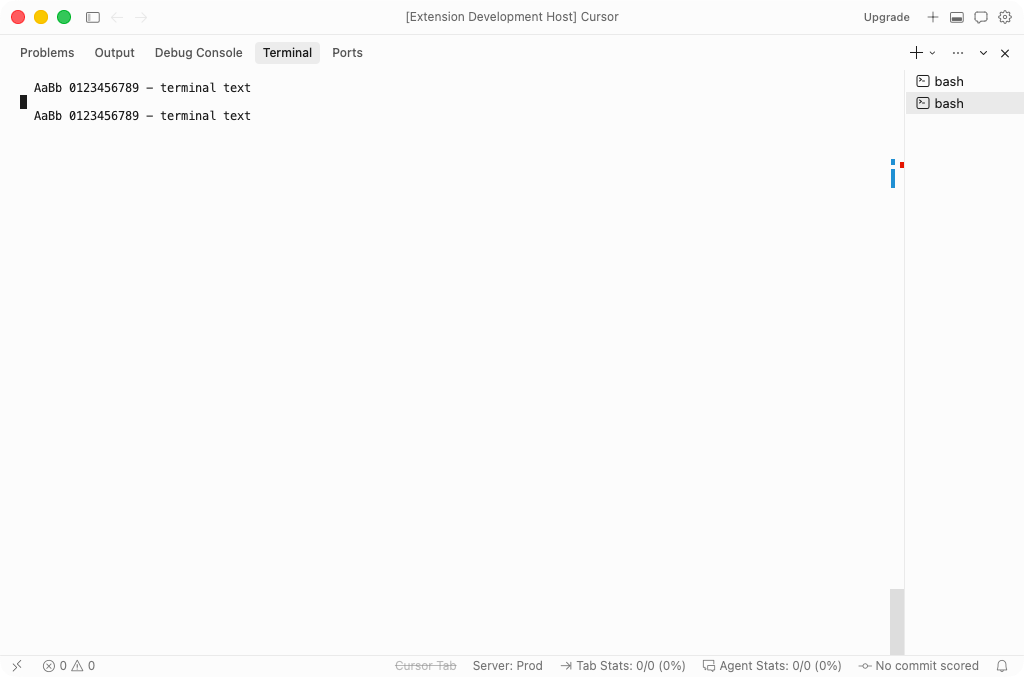 [Extension Development Host] Cursor
Upgrade
Problems Output Debug Console Terminal Ports
AaBb 0123456789 – terminal text
AaBb 0123456789 – terminal text
bash
bash
0 0 Cursor Tab Server: Prod Tab Stats: 0/0 (0%) Agent Stats: 0/0 (0%) No commit scored